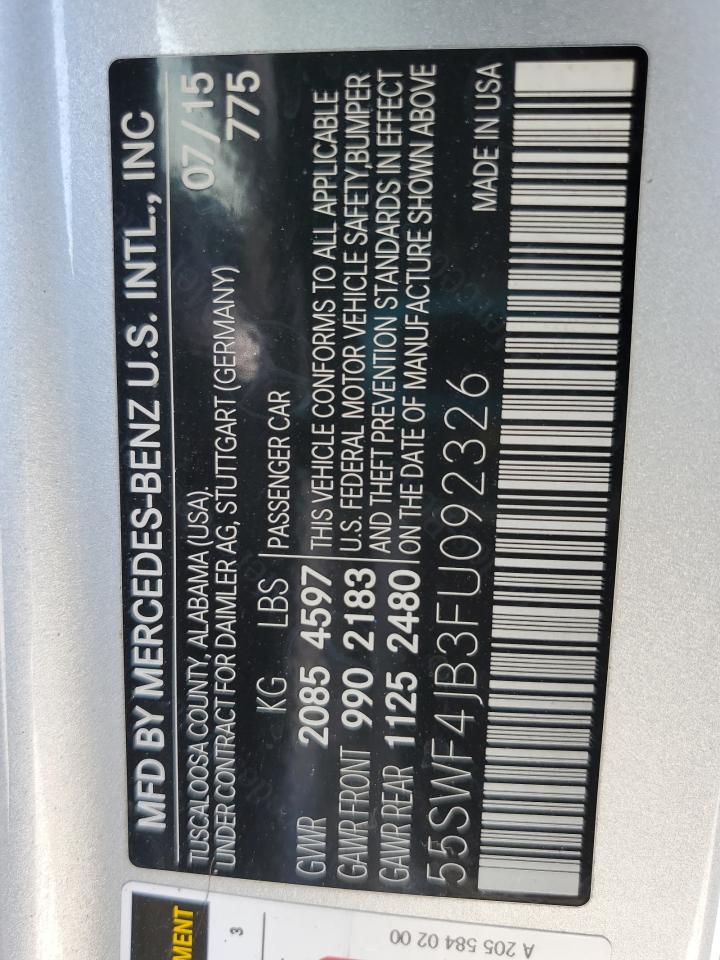 MFD BY MERCEDES-BENZ U.S. INTL., INC
TUSCALOOSA COUNTY, ALABAMA (USA).
07/15
UNDER CONTRACT FOR DAIMLER AG, STUTTGART (GERMANY)
775
KG LBS PASSENGER CAR
GVWR 2085 4597 THIS VEHICLE CONFORMS TO ALL APPLICABLE
GAWR FRONT 990 2183 U.S. FEDERAL MOTOR VEHICLE SAFETY,BUMPER
GAWR REAR 1125 2480 AND THEFT PREVENTION STANDARDS IN EFFECT
ON THE DATE OF MANUFACTURE SHOWN ABOVE
55SWF4JB3FU092326
MADE IN USA
MENT
3
A 205 584 02 00